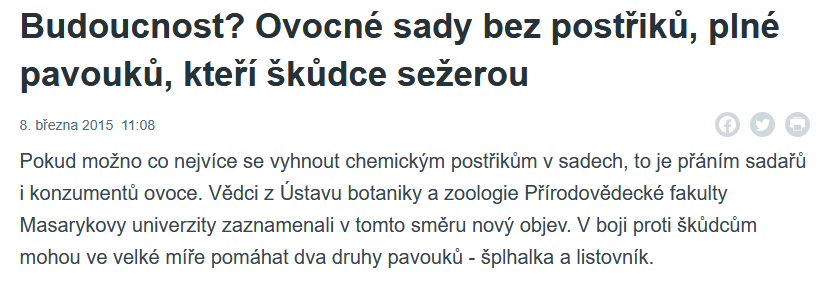 Budoucnost? Ovocné sady bez postřiků, plné
pavouků, kteří škůdce sežerou
8. března 2015 11:08
Pokud možno co nejvíce se vyhnout chemickým postřikům v sadech, to je přáním sadařů
i konzumentů ovoce. Vědci z Ústavu botaniky a zoologie Přírodovědecké fakulty
Masarykovy univerzity zaznamenali v tomto směru nový objev. V boji proti škůdcům
mohou ve velké míře pomáhat dva druhy pavouků - šplhalka a listovník.